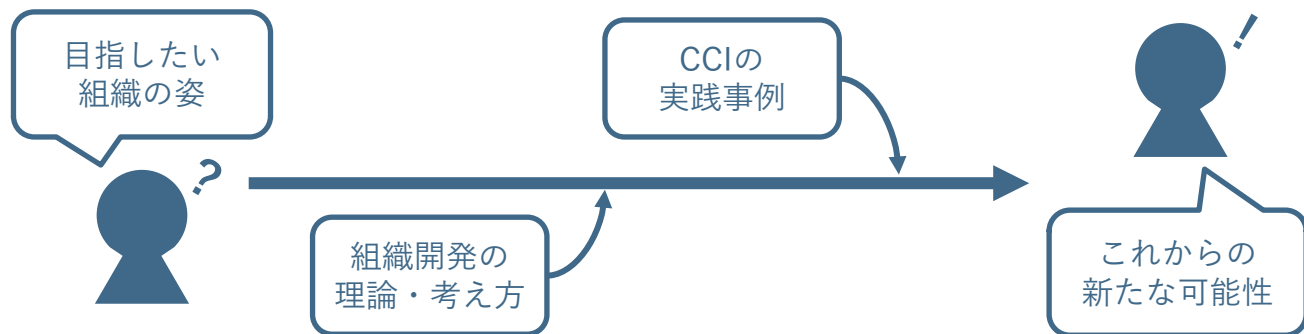 目指したい
組織の姿
?
組織開発の
理論・考え方
CCIの
実践事例
!
これからの
新たな可能性